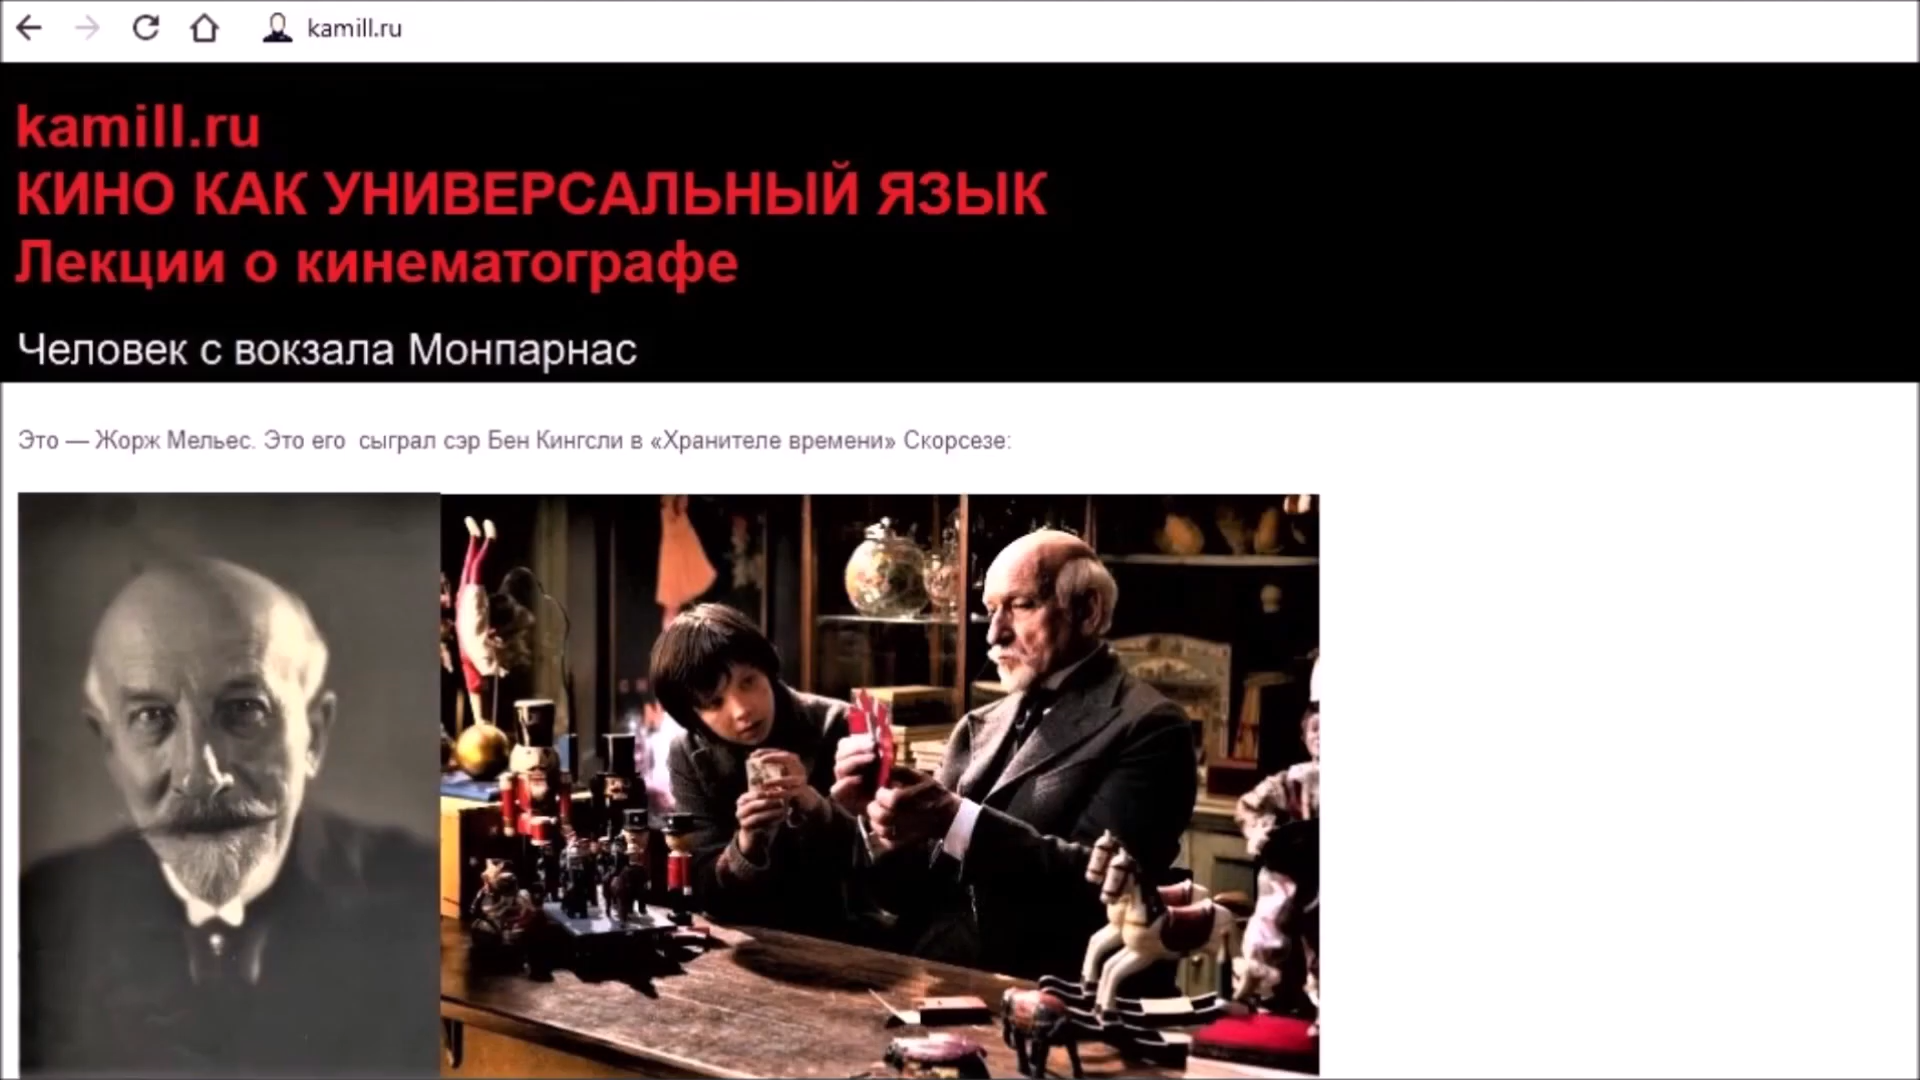 kamill.ru
kamill.ru
КИНО КАК УНИВЕРСАЛЬНЫЙ ЯЗЫК
Лекции о кинематографе
Человек с вокзала Монпарнас
Это — Жорж Мельес. Это его сыграл сэр Бен Кингсли в «Хранителе времени» Скорсезе: